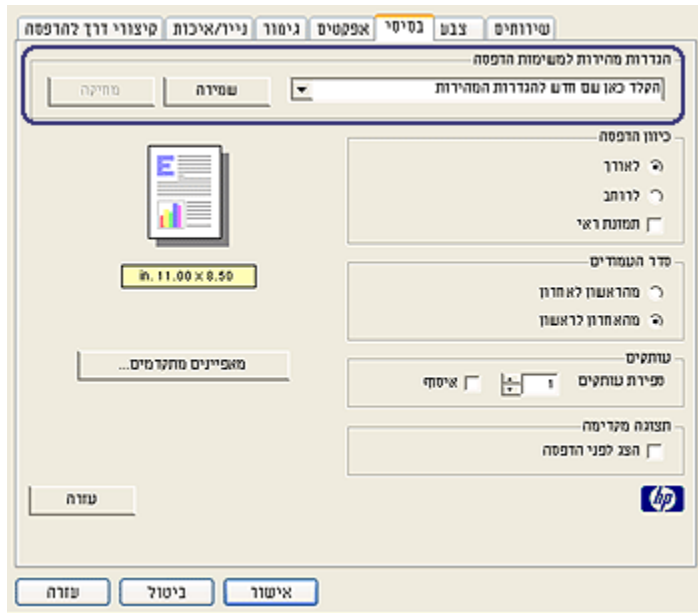 שירותים צבע בסיסי אפקטים גימור נייר/איכות קיצורי דרך להדפסה
הגדרות מהירות למשימות הדפסה
הקלד כאן שם חדש להגדרות המהירות שמירה מחיקה
כיוון הדפסה
לאורך
לרוחב
תמונת ראי
E
in. 11.00 x 8.50
סדר העמודים
מהראשון לאחרון
מהאחרון לראשון
מאפיינים מתקדמים...
עותקים
ספירת עותקים 1 איסוף
תצוגה מקדימה
הצג לפני הדפסה
hp
עזרה
אישור ביטול עזרה